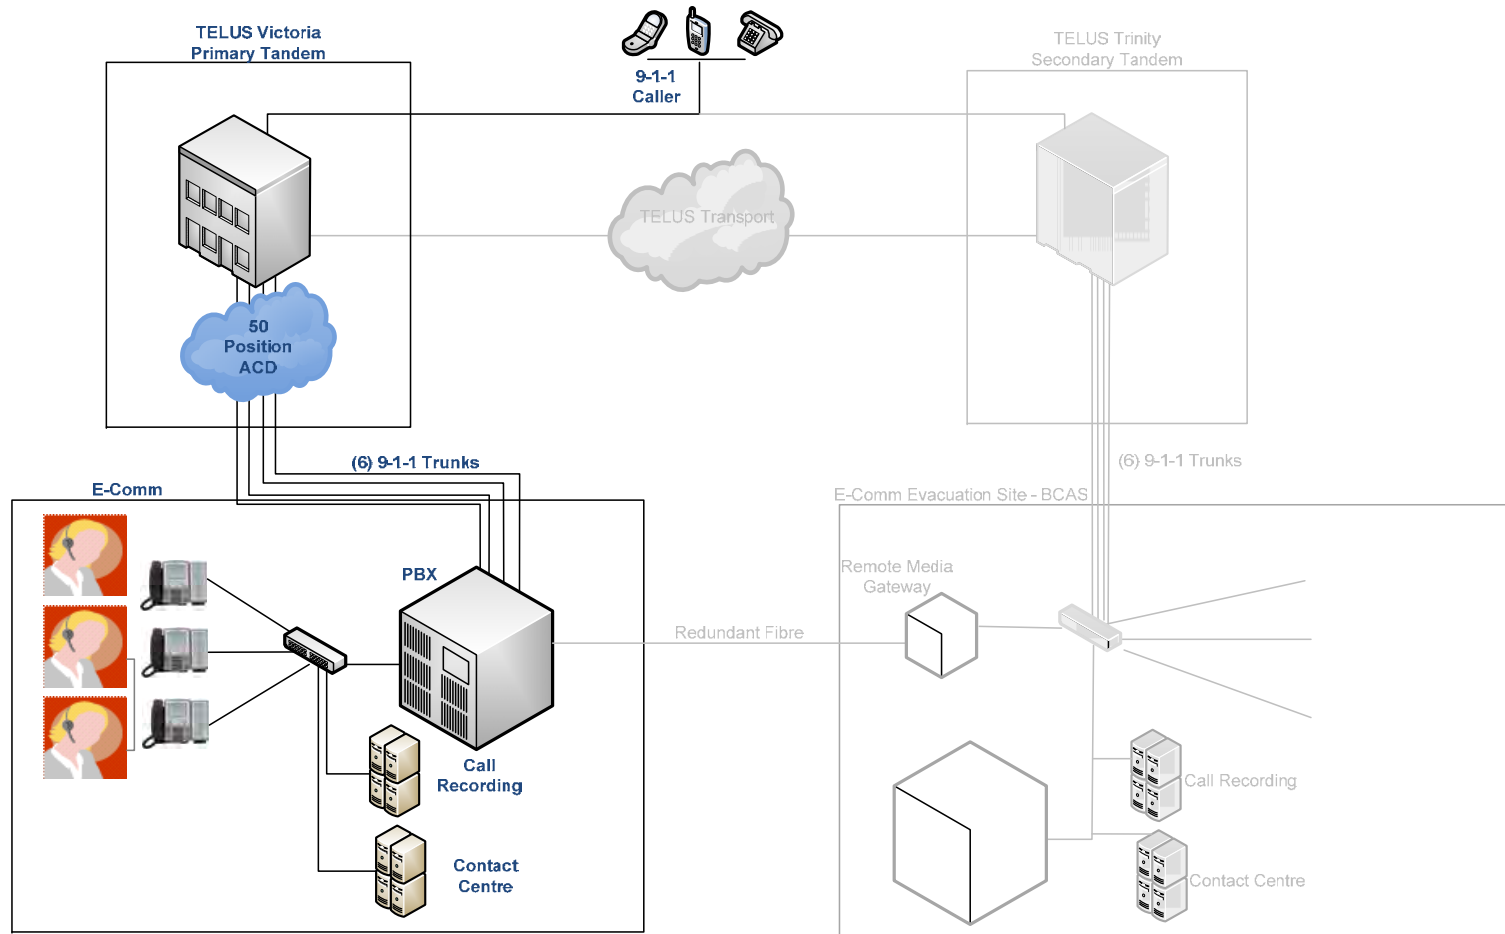 TELUS Victoria
Primary Tandem
9-1-1
Caller
TELUS Trinity
Secondary Tandem
TELUS Transport
50
Position
ACD
(6) 9-1-1 Trunks
(6) 9-1-1 Trunks
E-Comm
E-Comm Evacuation Site - BCAS
PBX
Remote Media
Gateway
Redundant Fibre
Call
Recording
Call Recording
Contact
Centre
Contact Centre